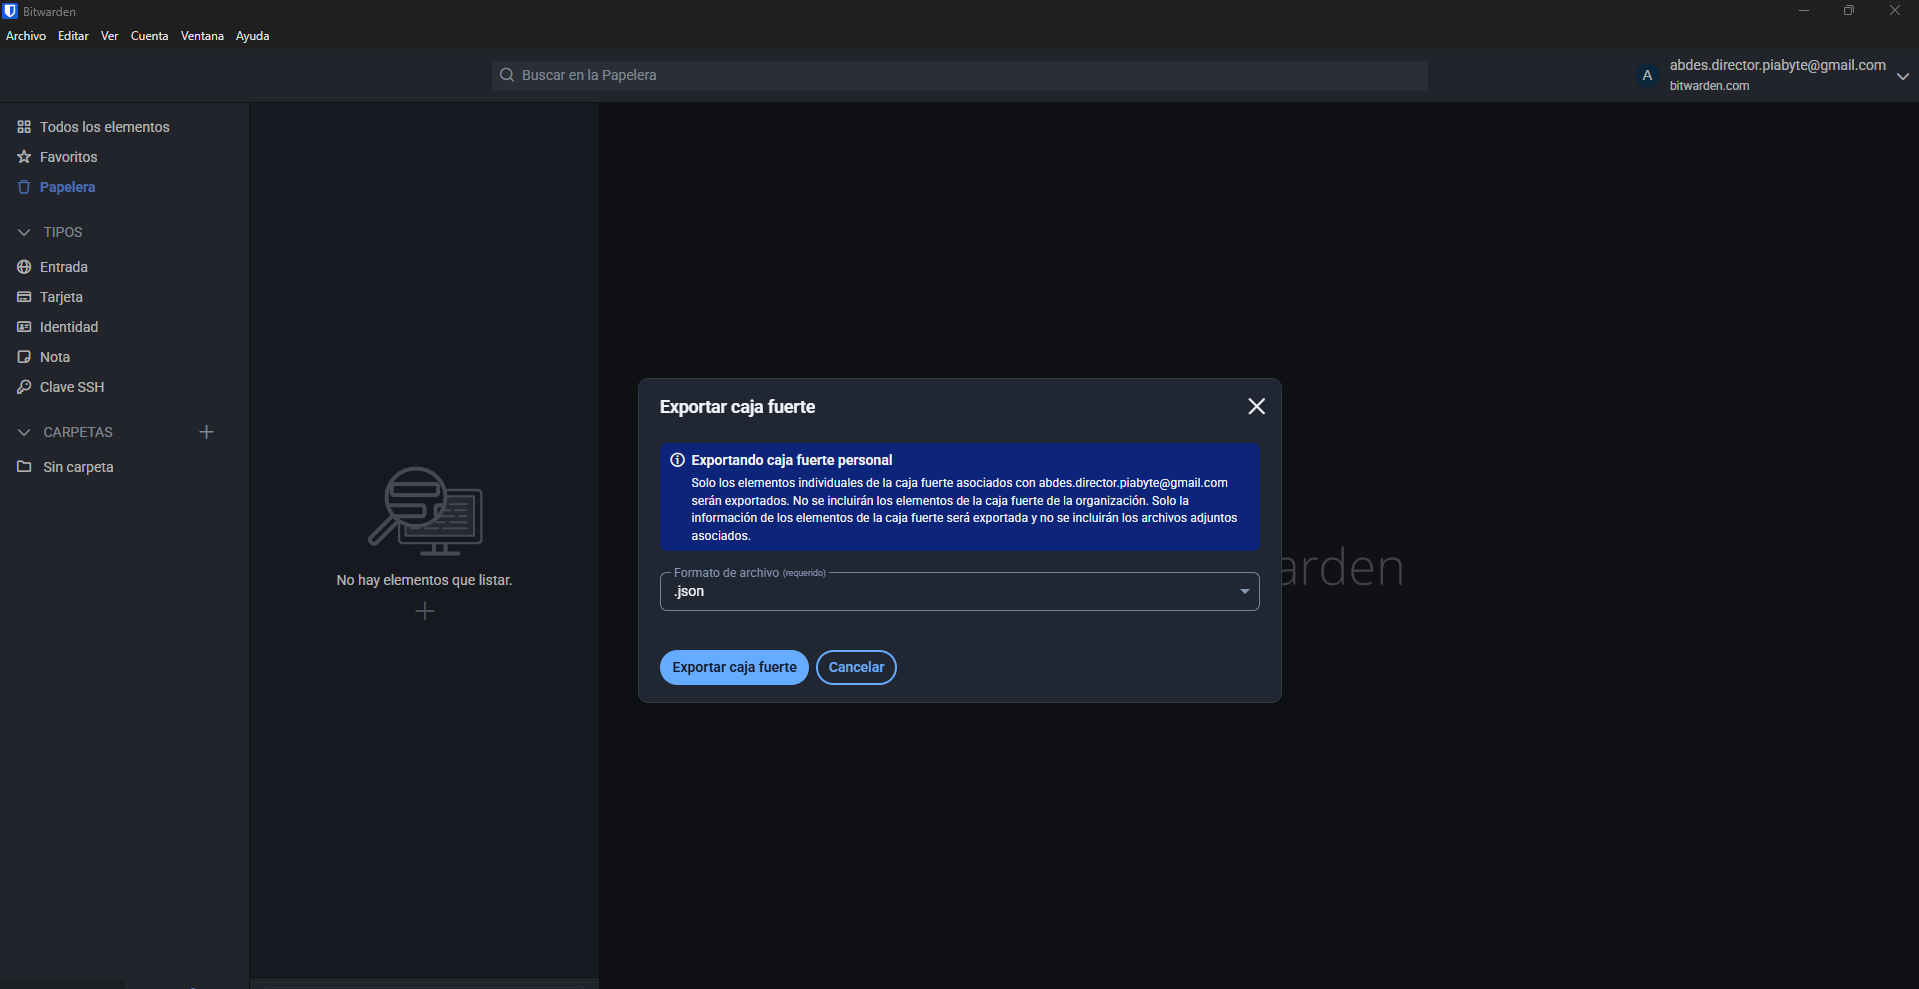 Bitwarden
Archivo Editar Ver Cuenta Ventana Ayuda
Buscar en la Papelera
A
abdes.director.piabyte@gmail.com
bitwarden.com
Todos los elementos
Favoritos
Papelera
TIPOS
Entrada
Tarjeta
Identidad
Nota
Clave SSH
CARPETAS
Sin carpeta
No hay elementos que listar.
Exportar caja fuerte
Exportando caja fuerte personal
Solo los elementos individuales de la caja fuerte asociados con abdes.director.piabyte@gmail.com
serán exportados. No se incluirán los elementos de la caja fuerte de la organización. Solo la
información de los elementos de la caja fuerte será exportada y no se incluirán los archivos adjuntos
asociados.
Formato de archivo (requerido)
.json
Exportar caja fuerte
Cancelar
arden